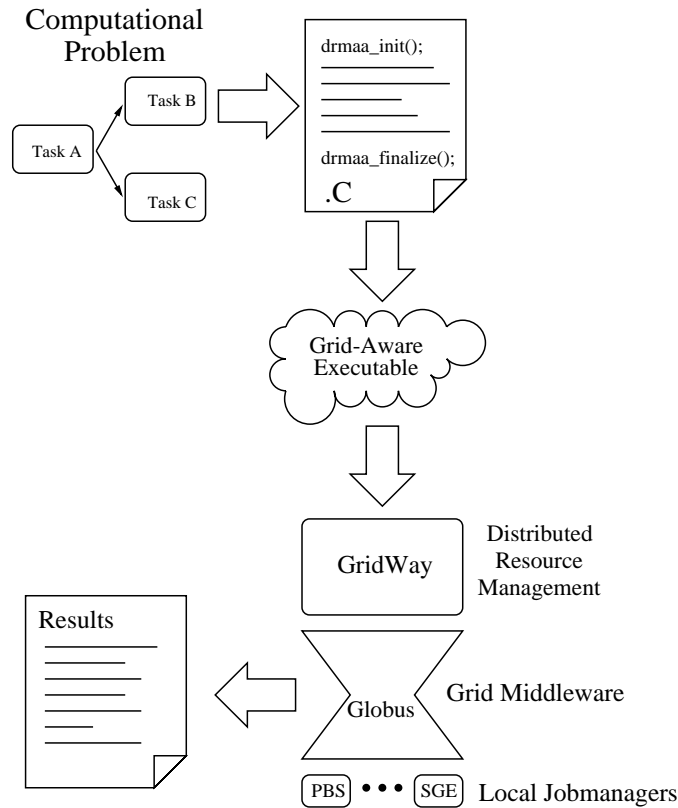 Computational
Problem
Task A
Task B
Task C
drmaa_init();
drmaa_finalize();
.C
Grid-Aware
Executable
GridWay
Distributed
Resource
Management
Results
Globus
Grid Middleware
PBS
SGE
Local Jobmanagers